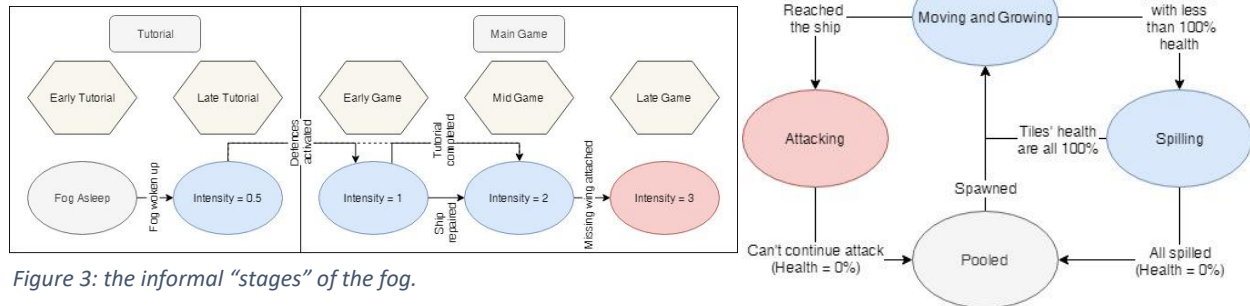 Tutorial
Main Game
Early Tutorial
Late Tutorial
Early Game
Mid Game
Late Game
Fog Asleep
Fog woken up
Intensity = 0.5
Defences
activated
Intensity = 1
Ship
repaired
Tutorial
completed
Intensity = 2
Missing wing attached
Intensity = 3
Figure 3: the informal “stages” of the fog.
Reached
the ship
Moving and Growing
with less
than 100%
health
Attacking
Tiles' health
are all 100%
Spilling
Spawned
Can't continue attack
(Health = 0%)
Pooled
All spilled
(Health = 0%)